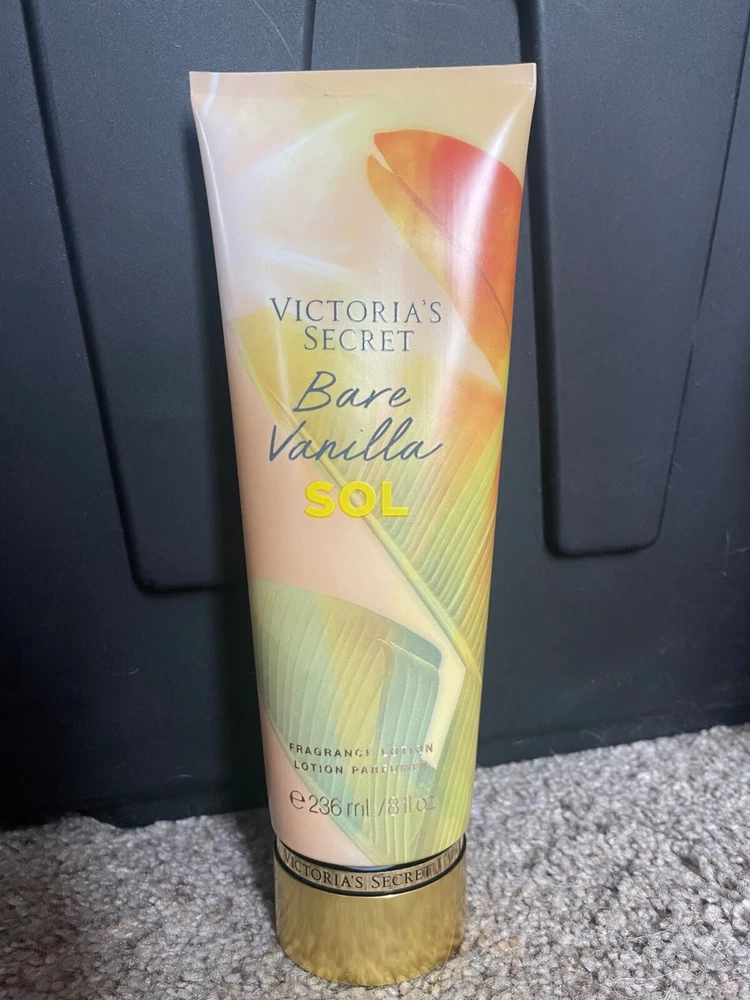 VICTORIA'S
SECRET
Bare
Vanilla
SOL
FRAGRANCE LOTION
LOTION PARFUMÉE
℮236 mL/8 fl oz
VICTORIA'S SECRET